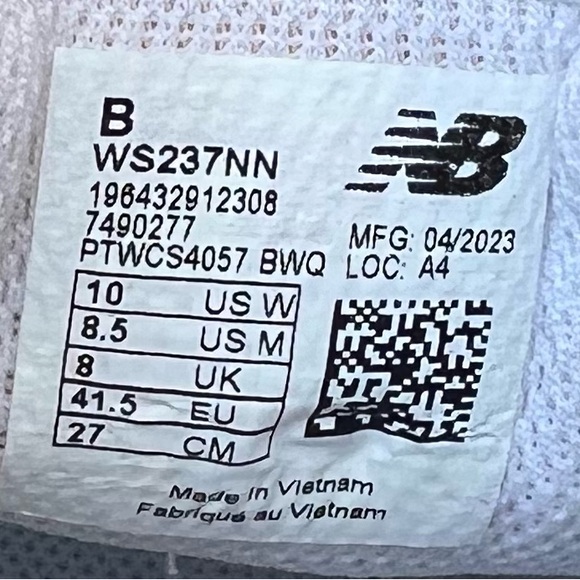 B
NB
WS237NN
196432912308
7490277
MFG: 04/2023
PTWCS4057 BWQ
LOC: A4
10 US W
8.5 US M
8 UK
41.5 EU
27 CM
Made in Vietnam
Fabriqué au Vietnam